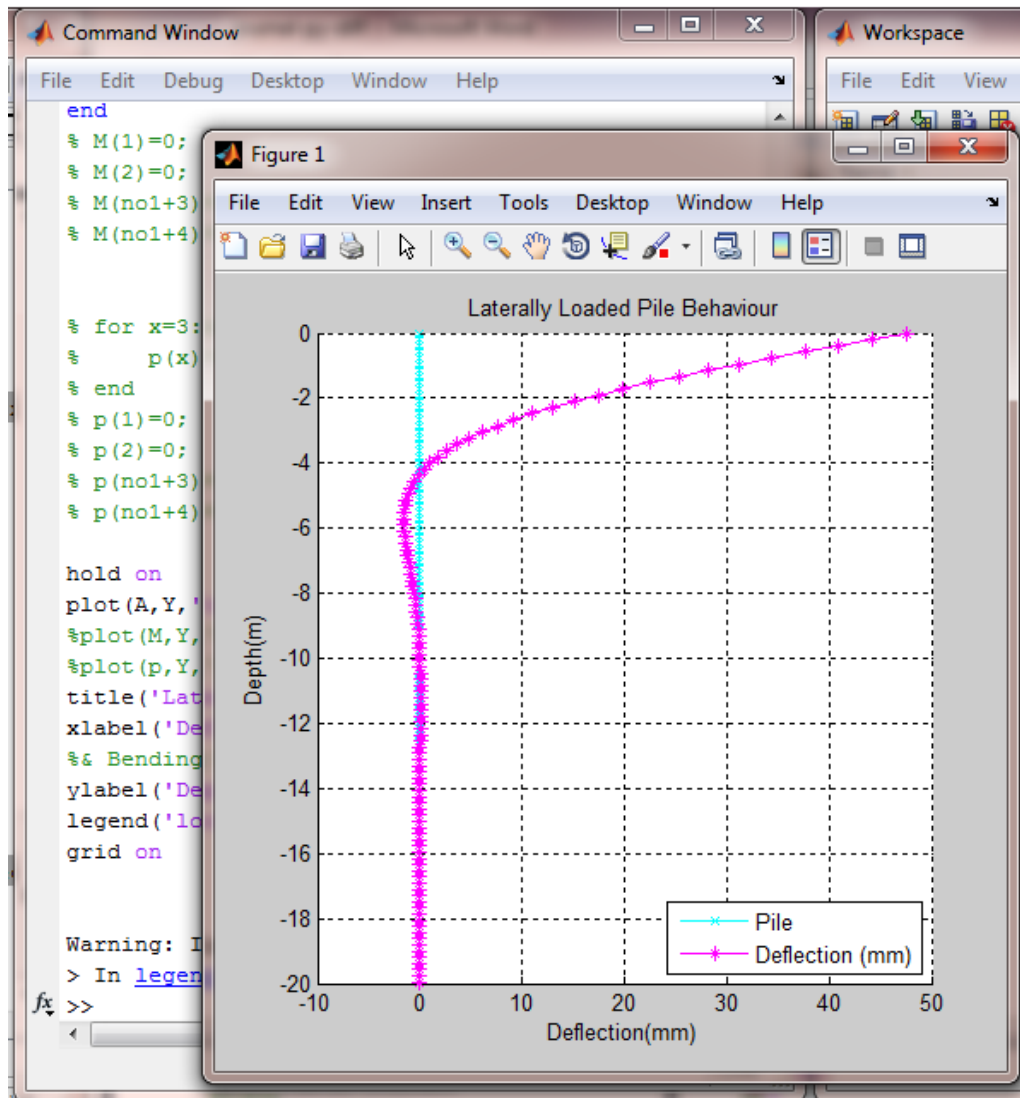 Command Window
File Edit Debug Desktop Window Help
end
% M(1)=0;
% M(2)=0;
% M(no1+3)
% M(no1+4)
% for x=3:
% p(x)
% end
% p(1)=0;
% p(2)=0;
% p(no1+3)
% p(no1+4)
hold on
plot(A,Y,'
%plot(M,Y,
%plot(p,Y,
title('Lat
xlabel('De
%& Bending
ylabel('De
legend('lo
grid on
Warning: I
> In legen
fx >>
Workspace
File Edit View
Figure 1
File Edit View Insert Tools Desktop Window Help
Laterally Loaded Pile Behaviour
Depth(m)
0
-2
-4
-6
-8
-10
-12
-14
-16
-18
-20
-10 0 10 20 30 40 50
Deflection(mm)
Pile
Deflection (mm)